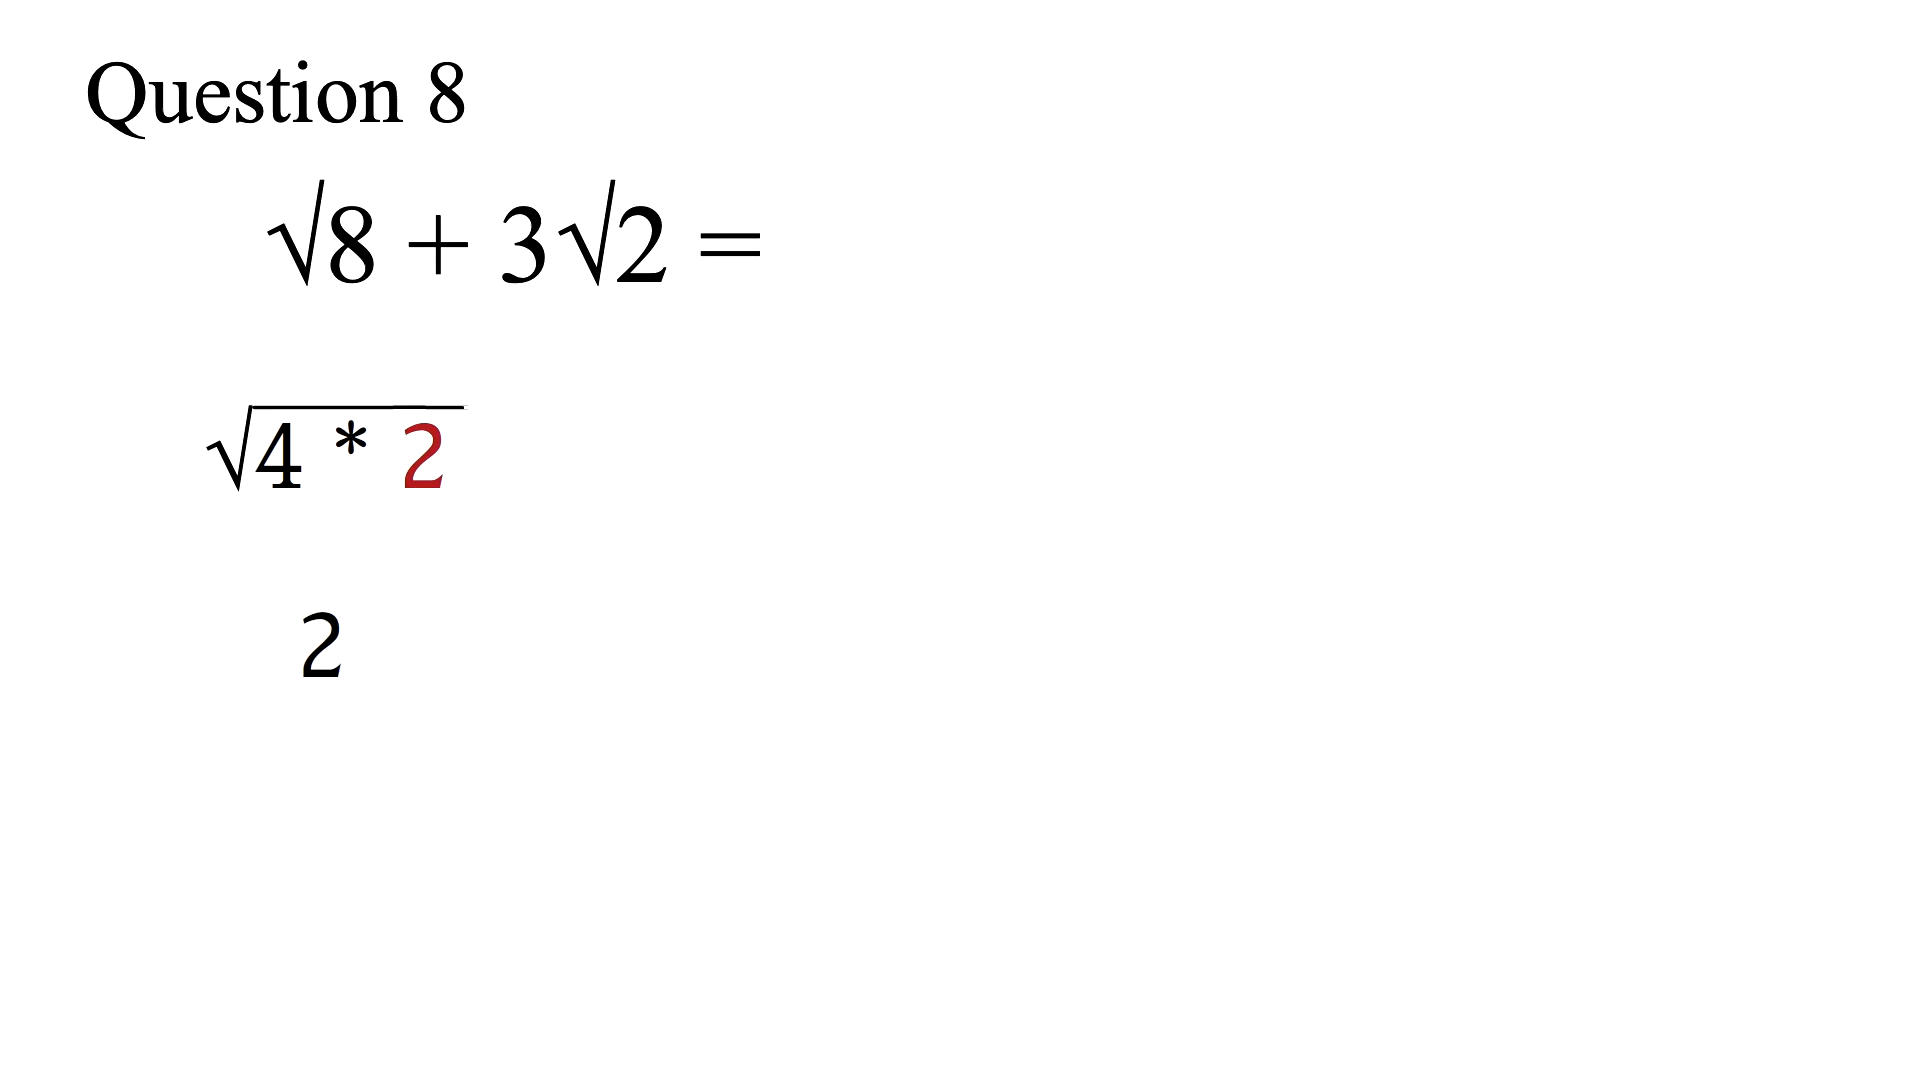 Question 8
√8 + 3√2 =
√4 * 2
2